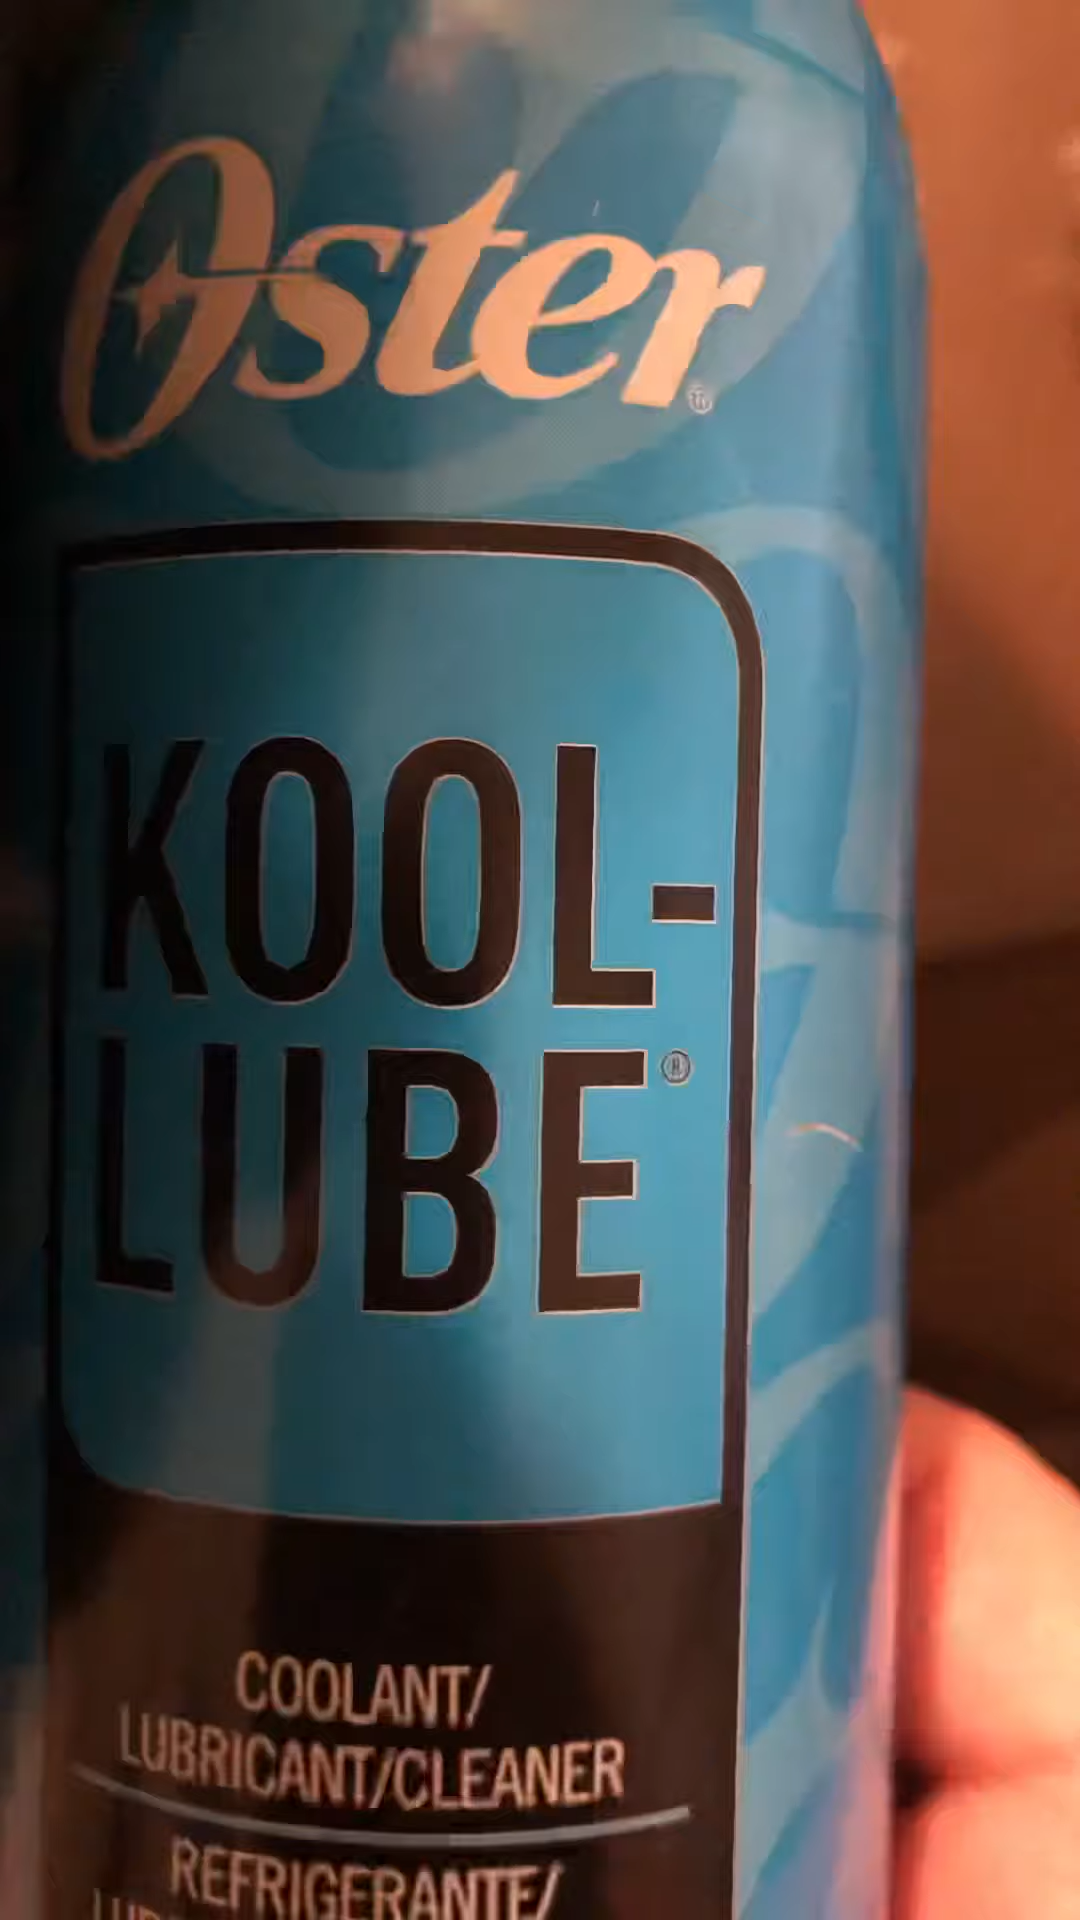 Oster®
KOOL-
LUBE®
COOLANT/
LUBRICANT/CLEANER
REFRIGERANTE/